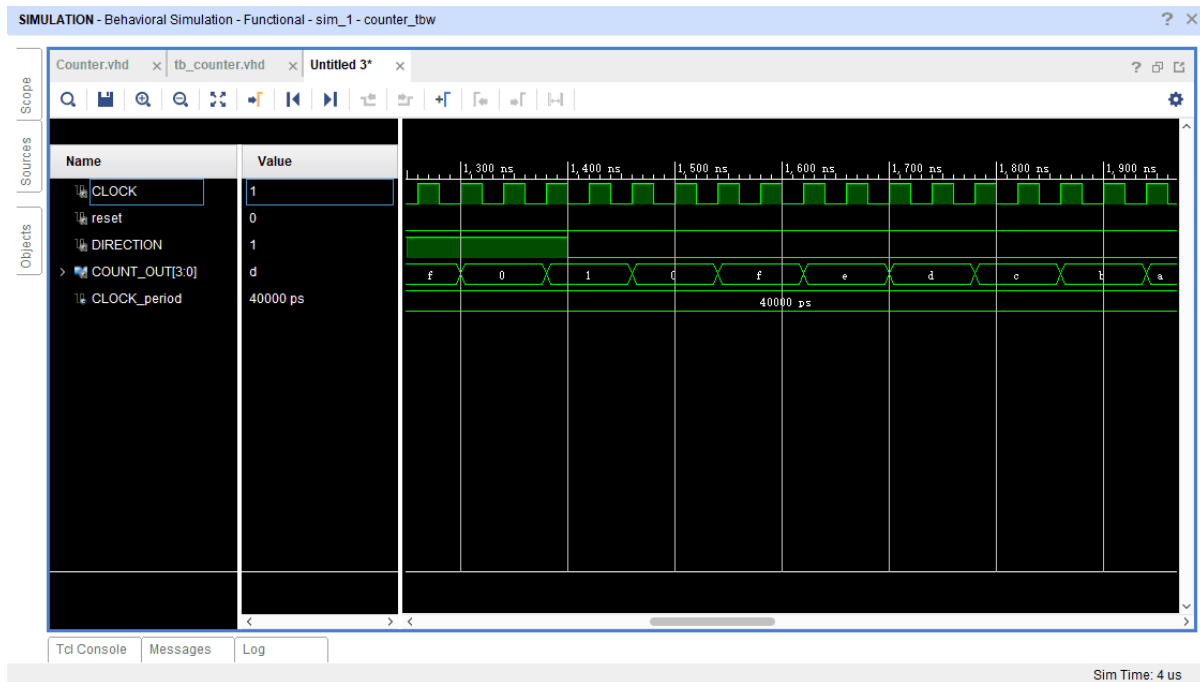 SIMULATION - Behavioral Simulation - Functional - sim_1 - counter_tbw
Counter.vhd
tb_counter.vhd
Untitled 3*
Scope
Sources
Objects
Name Value
CLOCK 1
reset 0
DIRECTION 1
COUNT_OUT[3:0] d
CLOCK_period 40000 ps
1,300 ns 1,400 ns 1,500 ns 1,600 ns 1,700 ns 1,800 ns 1,900 ns
f 0 1 0 f e d c b a
40000 ps
Tcl Console Messages Log
Sim Time: 4 us